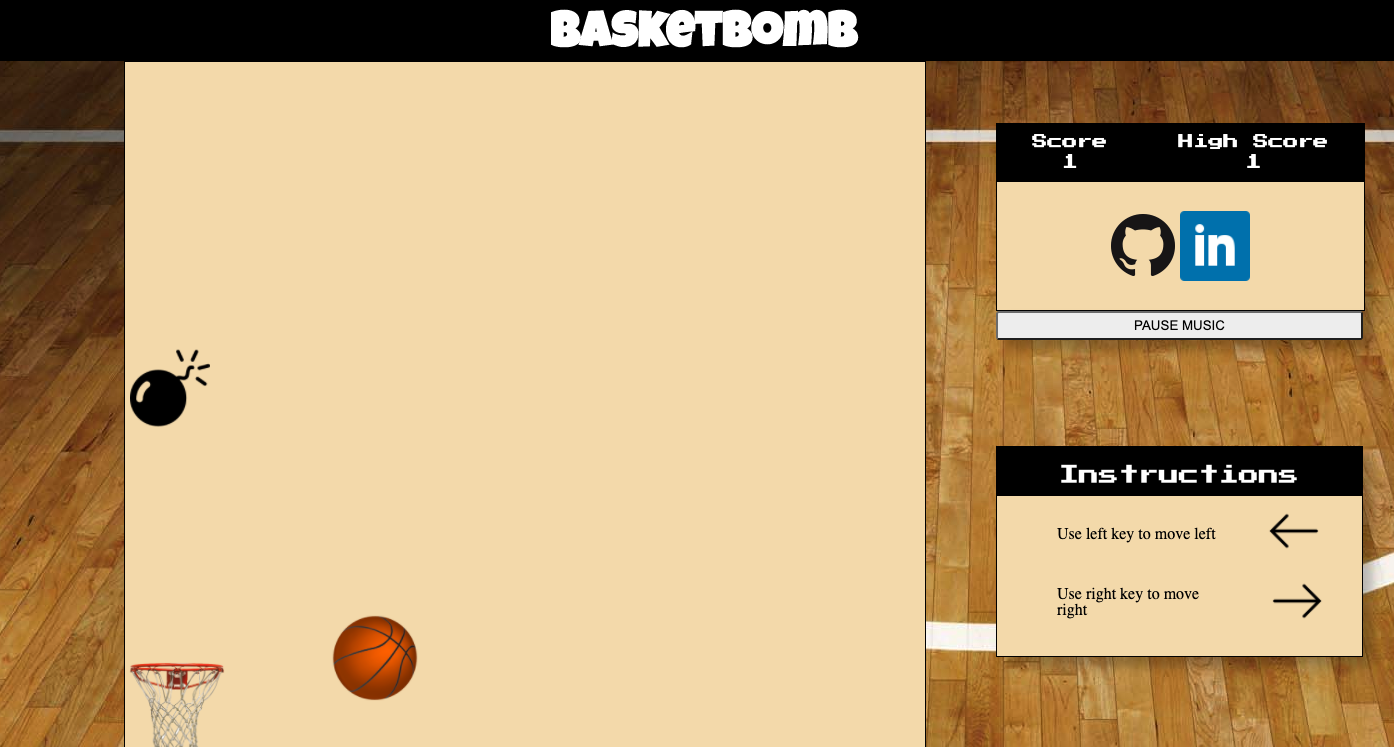 BASKETBOMB
Score
1
High Score
1
in
PAUSE MUSIC
Instructions
Use left key to move left
Use right key to move
right